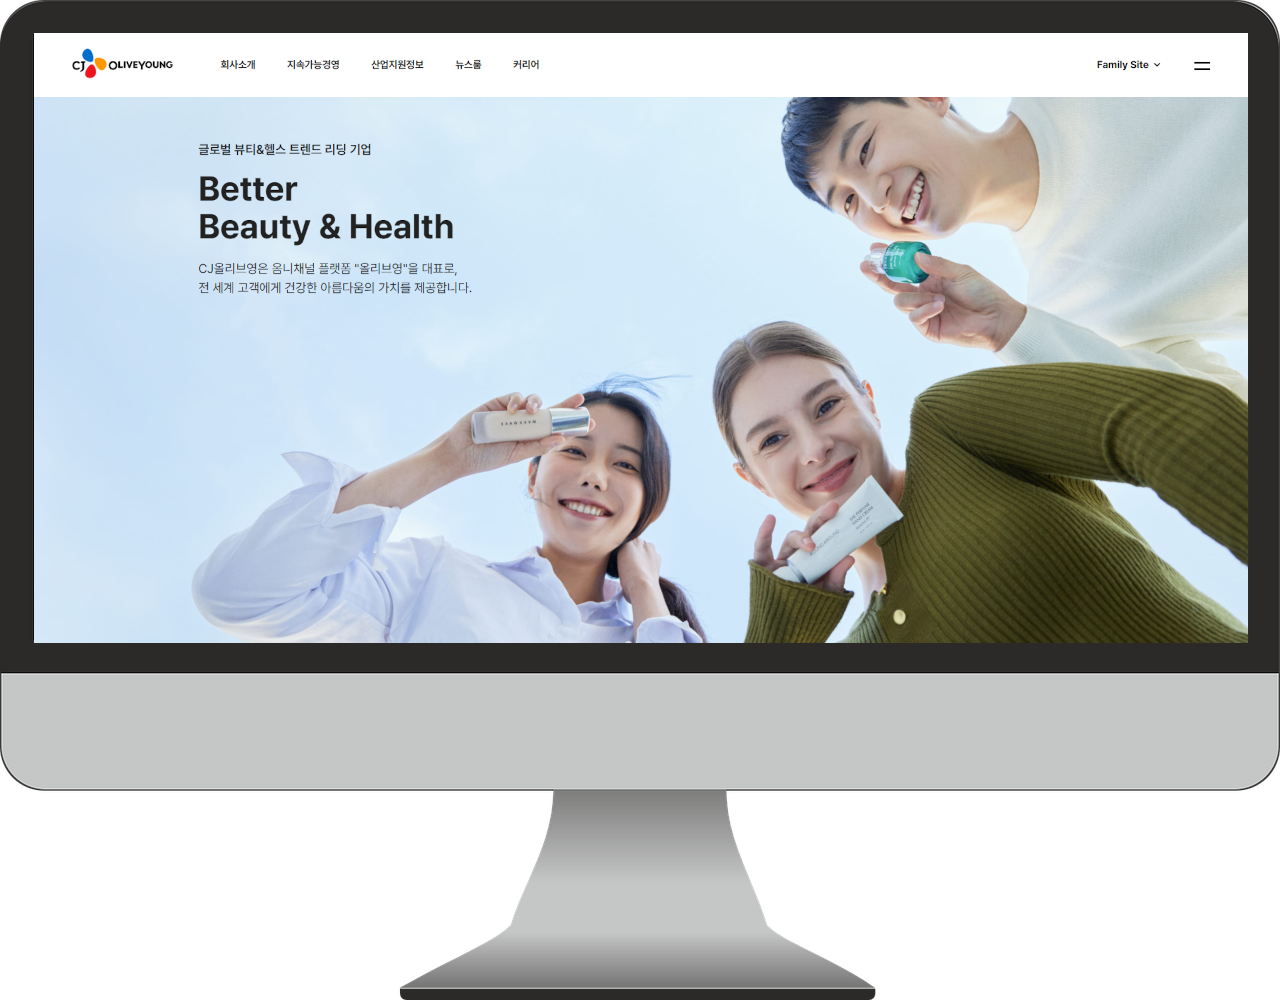 CJ OLIVEYOUNG
회사소개
지속가능경영
산업지원정보
뉴스룸
커리어
Family Site
글로벌 뷰티&헬스 트렌드 리딩 기업
Better
Beauty & Health
CJ올리브영은 옴니채널 플랫폼 "올리브영"을 대표로,
전 세계 고객에게 건강한 아름다움의 가치를 제공합니다.